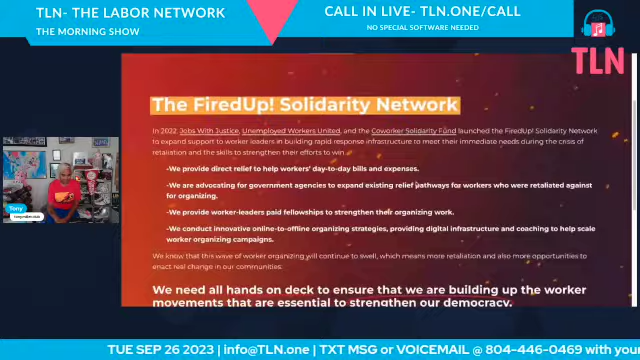 TLN- THE LABOR NETWORK
THE MORNING SHOW
CALL IN LIVE- TLN.ONE/CALL
NO SPECIAL SOFTWARE NEEDED
TLN
The FiredUp! Solidarity Network
In 2022, Jobs With Justice, Unemployed Workers United, and the Coworker Solidarity Fund launched the FiredUp! Solidarity Network
to expand support to worker leaders in building rapid response infrastructure to meet their immediate needs during the crisis of
retaliation and the skills to strengthen their efforts to win.
-We provide direct relief to help workers' day-to-day bills and expenses.
-We are advocating for government agencies to expand existing relief pathways for workers who were retaliated against
for organizing.
-We provide worker-leaders paid fellowships to strengthen their organizing work.
-We conduct innovative online-to-offline organizing strategies, providing digital infrastructure and coaching to help scale
worker organizing campaigns.
We know that this wave of worker organizing will continue to swell, which means more retaliation and also more opportunities to
enact real change in our communities.
We need all hands on deck to ensure that we are building up the worker
movements that are essential to strengthen our democracy.
Tony
TUE SEP 26 2023 | info@TLN.one | TXT MSG or VOICEMAIL @ 804-446-0469 with your